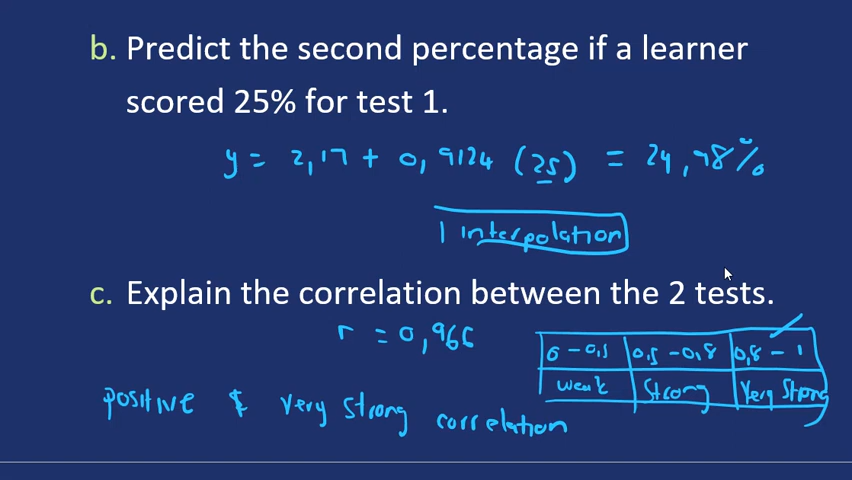 b. Predict the second percentage if a learner
scored 25% for test 1.
y = 2,17 + 0,9124 (25) = 24,98%
interpolation
c. Explain the correlation between the 2 tests.
r = 0,966
0 - 0,5 0,5 - 0,8 0,8 - 1
weak Strong Very Strong
positive & very strong correlation